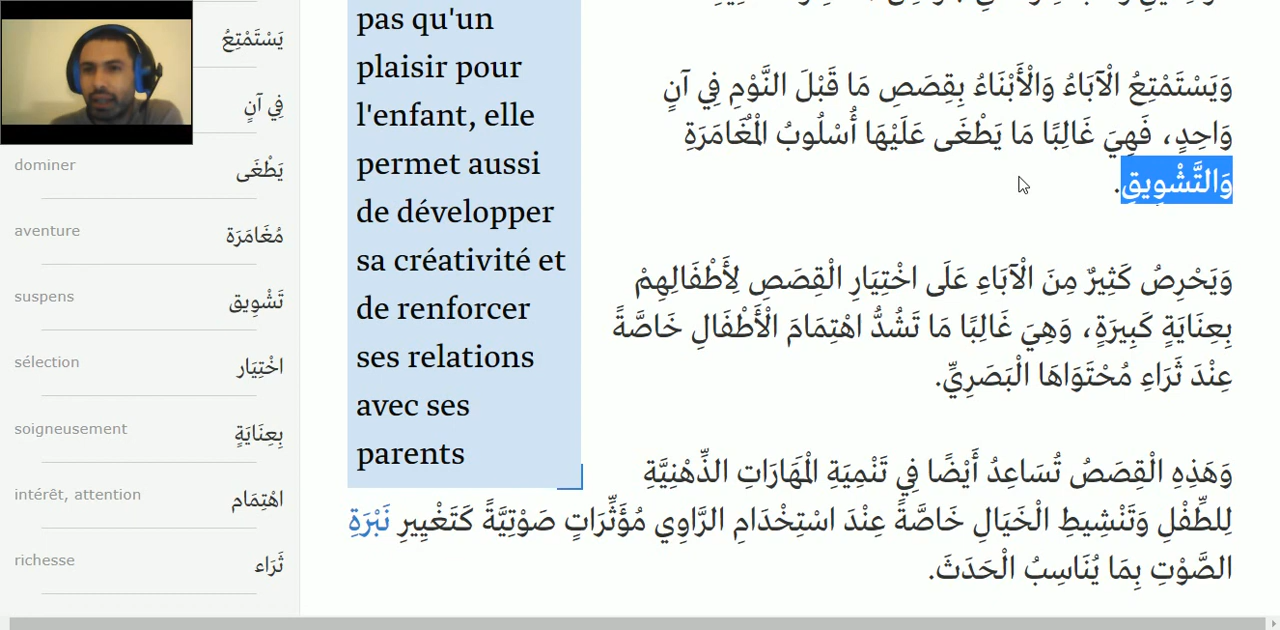 يَسْتَمْتِعُ
فِي آنٍ
dominer
يَطْغَى
aventure
مُغَامَرَة
suspens
تَشْوِيق
sélection
اخْتِيَار
soigneusement
بِعِنَايَةٍ
intérêt, attention
اهْتِمَام
richesse
ثَرَاء
pas qu'un
plaisir pour
l'enfant, elle
permet aussi
de développer
sa créativité et
de renforcer
ses relations
avec ses
parents
وَيَسْتَمْتِعُ الْآبَاءُ وَالْأَبْنَاءُ بِقِصَصِ مَا قَبْلَ النَّوْمِ فِي آنٍ
وَاحِدٍ، فَهِيَ غَالِبًا مَا يَطْغَى عَلَيْهَا أُسْلُوبُ الْمُغَامَرَةِ
وَالتَّشْوِيقِ.
وَيَحْرِصُ كَثِيرٌ مِنَ الْآبَاءِ عَلَى اخْتِيَارِ الْقِصَصِ لِأَطْفَالِهِمْ
بِعِنَايَةٍ كَبِيرَةٍ، وَهِيَ غَالِبًا مَا تَشُدُّ اهْتِمَامَ الْأَطْفَالِ خَاصَّةً
عِنْدَ ثَرَاءِ مُحْتَوَاهَا الْبَصَرِيِّ.
وَهَذِهِ الْقِصَصُ تُسَاعِدُ أَيْضًا فِي تَنْمِيَةِ الْمَهَارَاتِ الذِّهْنِيَّةِ
لِلطِّفْلِ وَتَنْشِيطِ الْخَيَالِ خَاصَّةً عِنْدَ اسْتِخْدَامِ الرَّاوِي مُؤَثِّرَاتٍ صَوْتِيَّةً كَتَغْيِيرِ نَبْرَةِ
الصَّوْتِ بِمَا يُنَاسِبُ الْحَدَثَ.